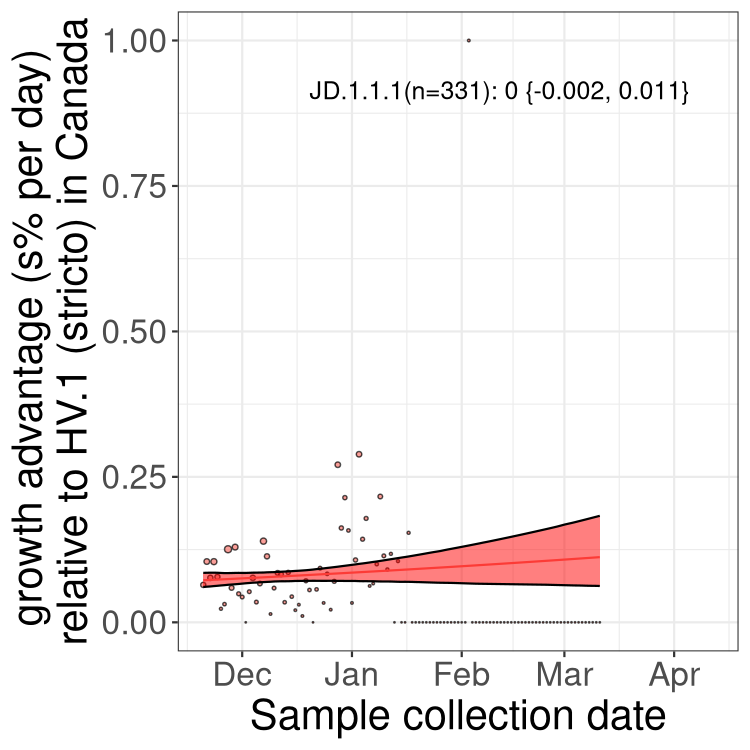 growth advantage (s% per day)
relative to HV.1 (stricto) in Canada
1.00
0.75
0.50
0.25
0.00
JD.1.1.1(n=331): 0 {-0.002, 0.011}
Dec Jan Feb Mar Apr
Sample collection date